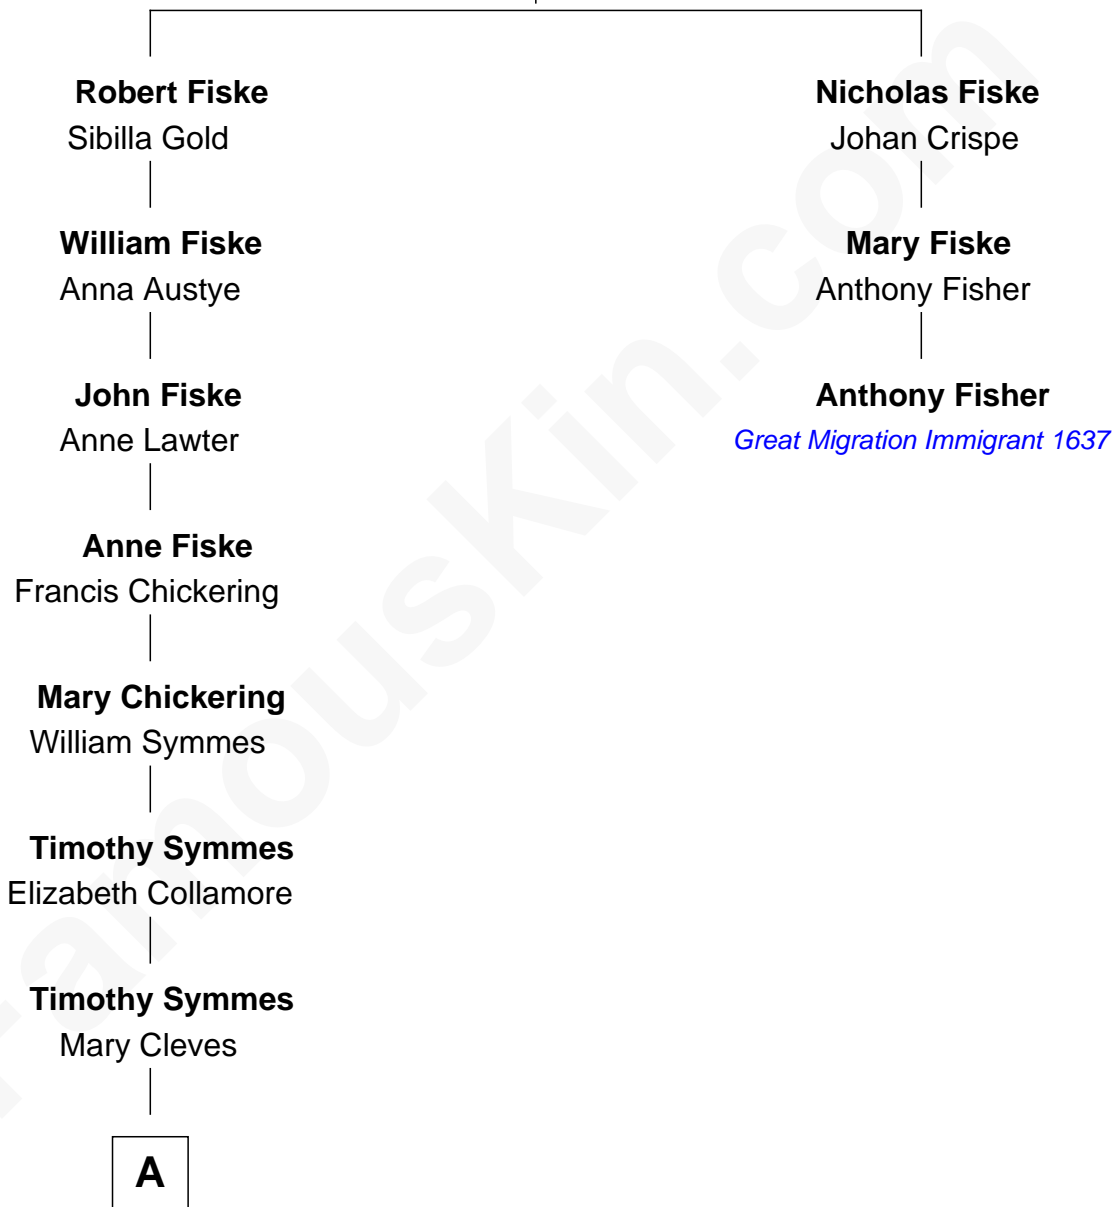 Robert Fiske
Sibilla Gold
Nicholas Fiske
Johan Crispe
William Fiske
Anna Austye
Mary Fiske
Anthony Fisher
John Fiske
Anne Lawter
Anthony Fisher
Great Migration Immigrant 1637
Anne Fiske
Francis Chickering
Mary Chickering
William Symmes
Timothy Symmes
Elizabeth Collamore
Timothy Symmes
Mary Cleves
A
FamousKin.com